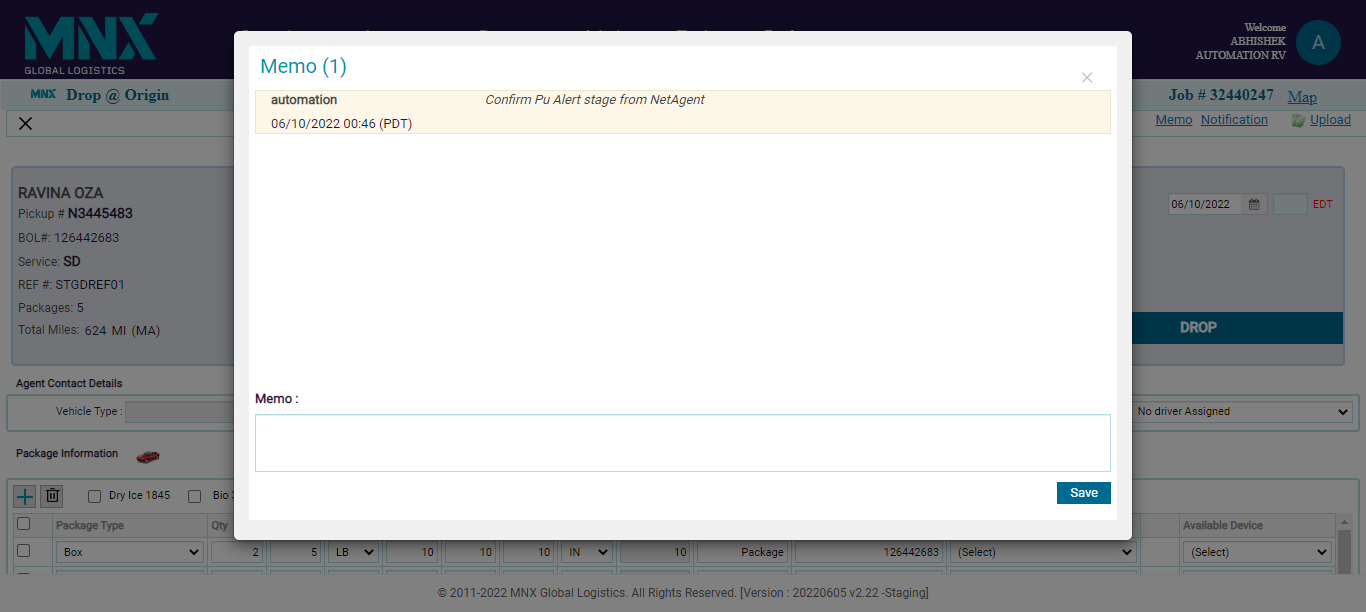 MNX
GLOBAL LOGISTICS
Welcome
ABHISHEK
AUTOMATION RV
A
MNX Drop @ Origin
Job # 32440247 Map
Memo Notification Upload
Memo (1)
×
automation Confirm Pu Alert stage from NetAgent
06/10/2022 00:46 (PDT)
RAVINA OZA
Pickup # N3445483
BOL#: 126442683
Service: SD
REF #: STGDREF01
Packages: 5
Total Miles: 624 MI (MA)
06/10/2022 EDT
DROP
Agent Contact Details
Vehicle Type :
No driver Assigned
Memo :
Save
Package Information
Dry Ice 1845 Bio
Package Type Qty Available Device
Box 2 5 LB 10 10 10 IN 10 Package 126442683 (Select) (Select)
© 2011-2022 MNX Global Logistics. All Rights Reserved. [Version : 20220605 v2.22 -Staging]